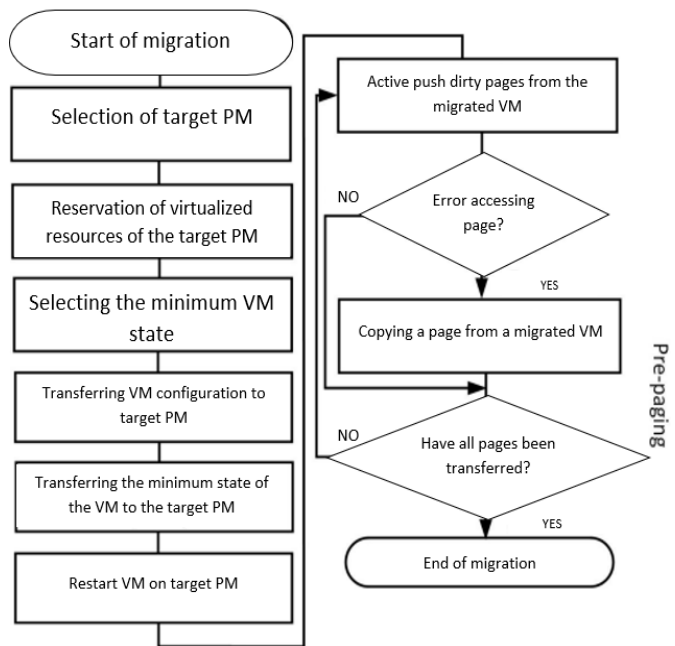 Start of migration
Selection of target PM
Reservation of virtualized
resources of the target PM
Selecting the minimum VM
state
Transferring VM configuration to
target PM
Transferring the minimum state of
the VM to the target PM
Restart VM on target PM
Active push dirty pages from the
migrated VM
NO
Error accessing
page?
YES
Copying a page from a migrated VM
Pre-paging
NO
Have all pages been
transferred?
YES
End of migration